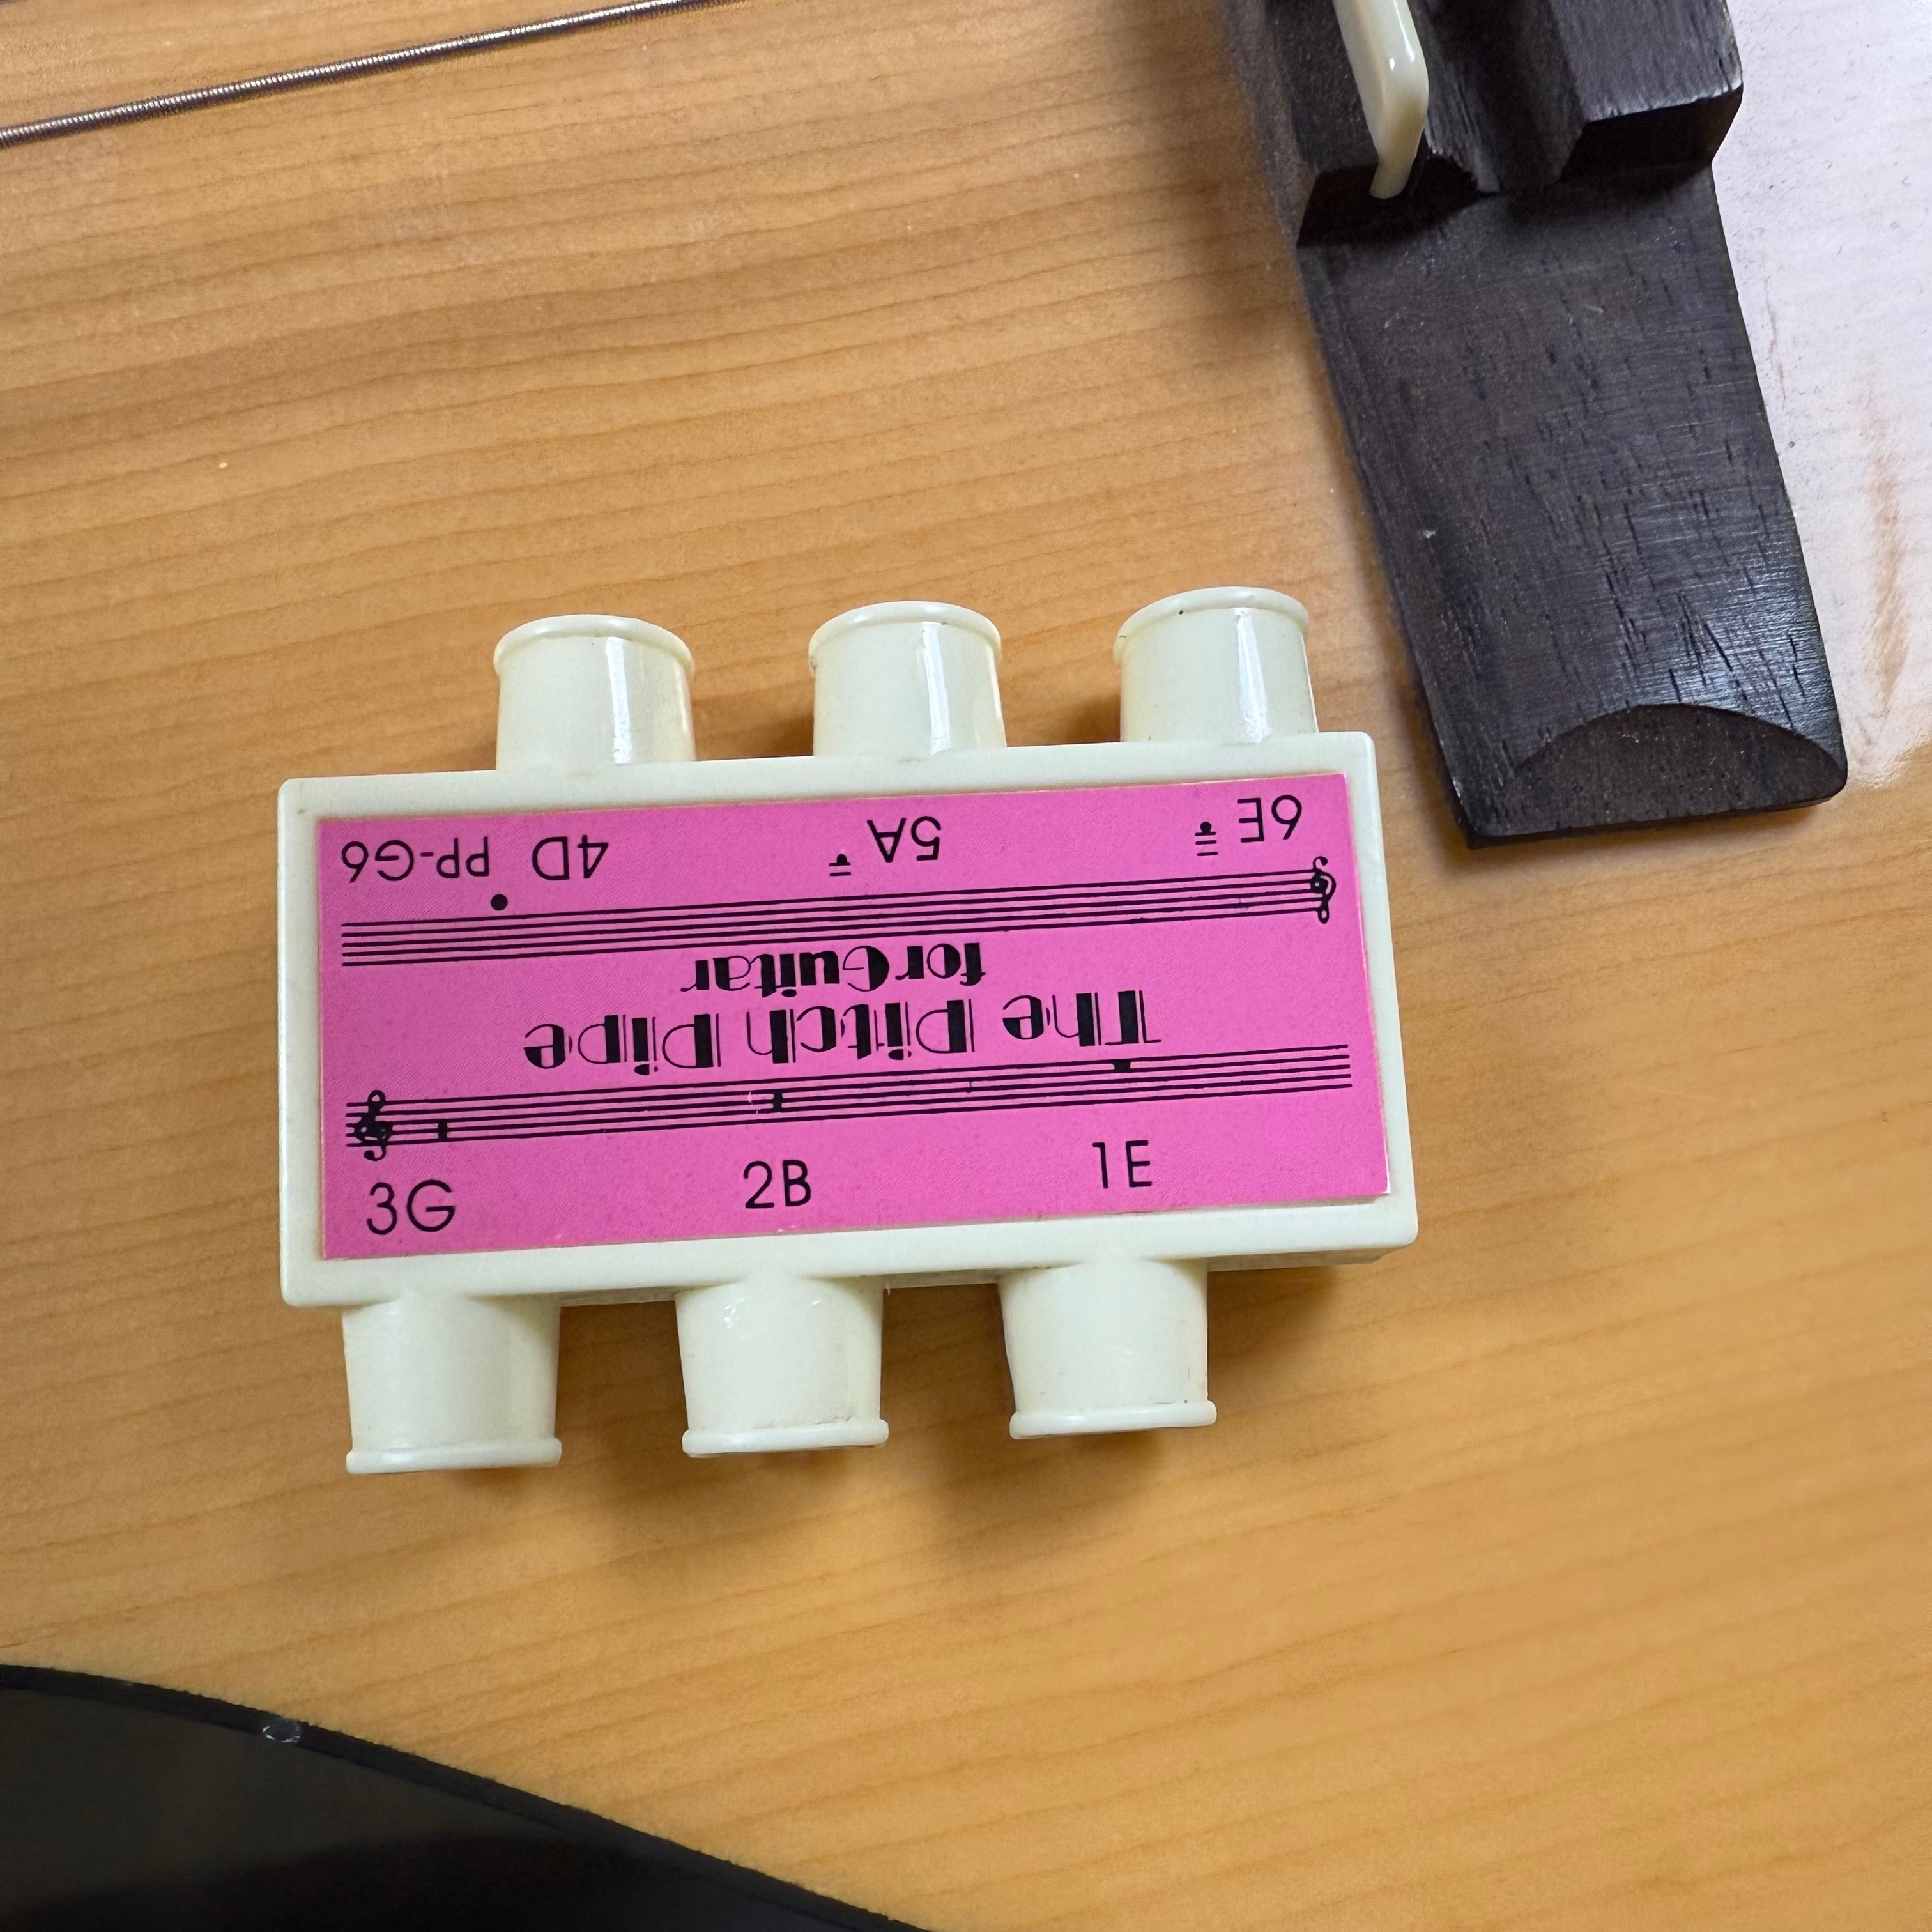 6E 5A 4D PP-G6
The Pitch Pipe
for Guitar
3G 2B 1E